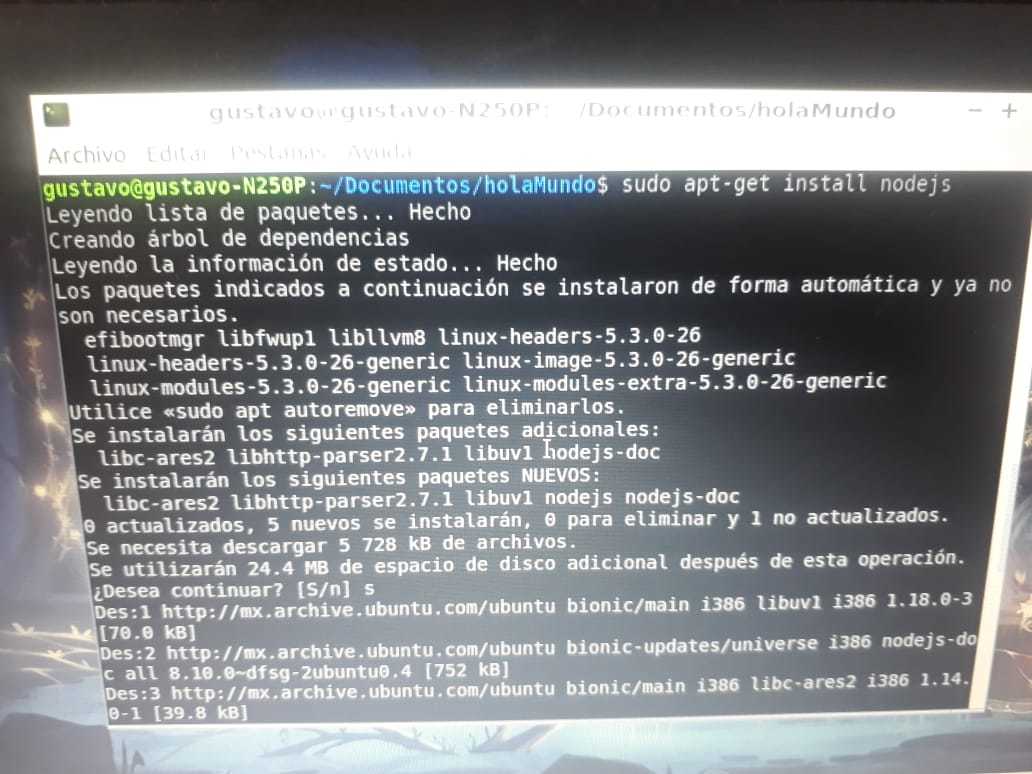 gustavo@gustavo-N250P: ~/Documentos/holaMundo
Archivo Editar Pestañas Ayuda
gustavo@gustavo-N250P:~/Documentos/holaMundo$ sudo apt-get install nodejs
Leyendo lista de paquetes... Hecho
Creando árbol de dependencias
Leyendo la información de estado... Hecho
Los paquetes indicados a continuación se instalaron de forma automática y ya no
son necesarios.
efibootmgr libfwup1 libllvm8 linux-headers-5.3.0-26
linux-headers-5.3.0-26-generic linux-image-5.3.0-26-generic
linux-modules-5.3.0-26-generic linux-modules-extra-5.3.0-26-generic
Utilice «sudo apt autoremove» para eliminarlos.
Se instalarán los siguientes paquetes adicionales:
libc-ares2 libhttp-parser2.7.1 libuv1 nodejs-doc
Se instalarán los siguientes paquetes NUEVOS:
libc-ares2 libhttp-parser2.7.1 libuv1 nodejs nodejs-doc
0 actualizados, 5 nuevos se instalarán, 0 para eliminar y 1 no actualizados.
Se necesita descargar 5 728 kB de archivos.
Se utilizarán 24.4 MB de espacio de disco adicional después de esta operación.
¿Desea continuar? [S/n] s
Des:1 http://mx.archive.ubuntu.com/ubuntu bionic/main i386 libuv1 i386 1.18.0-3
[70.0 kB]
Des:2 http://mx.archive.ubuntu.com/ubuntu bionic-updates/universe i386 nodejs-do
c all 8.10.0~dfsg-2ubuntu0.4 [752 kB]
Des:3 http://mx.archive.ubuntu.com/ubuntu bionic/main i386 libc-ares2 i386 1.14.
0-1 [39.8 kB]